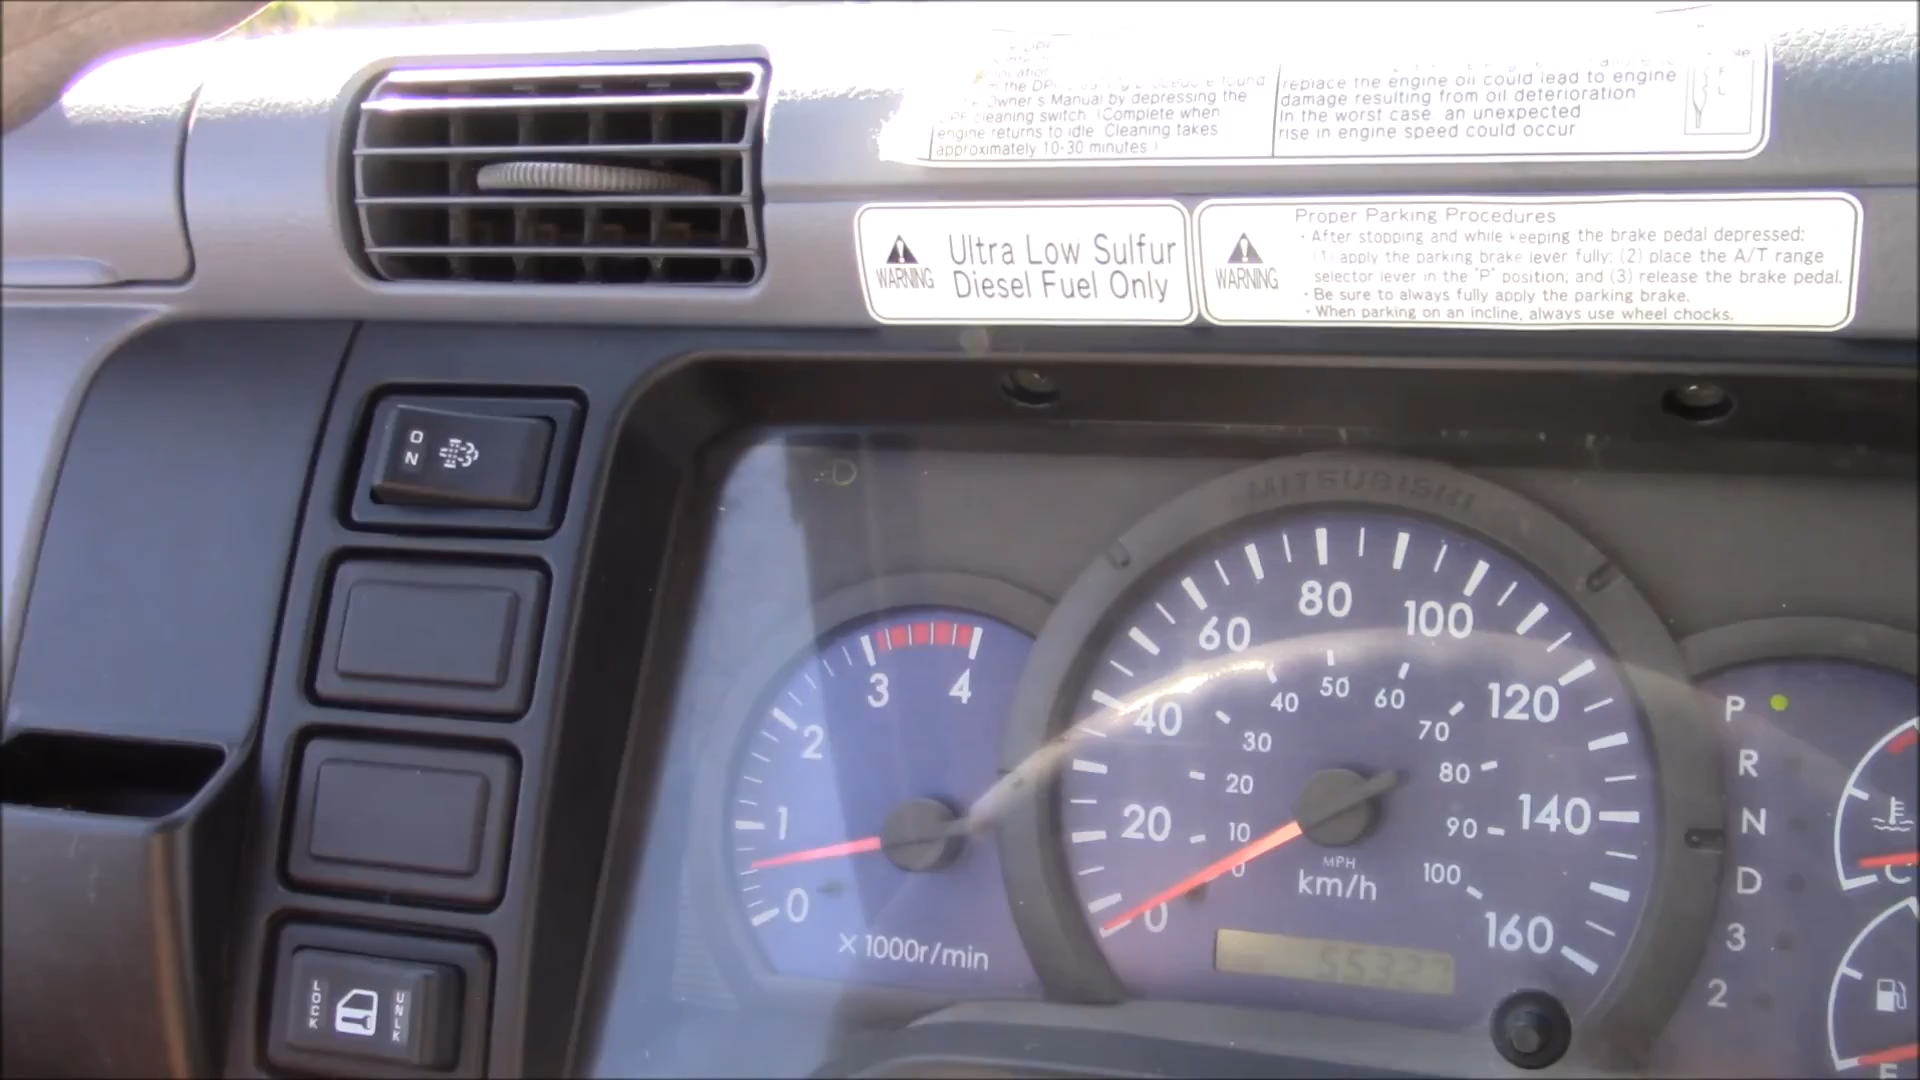 the DP
found
Owner's Manual by depressing the
cleaning switch. (Complete when
engine returns to idle. Cleaning takes
approximately 10-30 minutes.)
replace the engine oil could lead to engine
damage resulting from oil deterioration
In the worst case, an unexpected
rise in engine speed could occur
F
L
WARNING
Ultra Low Sulfur
Diesel Fuel Only
WARNING
Proper Parking Procedures
・After stopping and while keeping the brake pedal depressed:
(1) apply the parking brake lever fully; (2) place the A/T range
selector lever in the "P" position; and (3) release the brake pedal.
・Be sure to always fully apply the parking brake.
・When parking on an incline, always use wheel chocks.
ON
LOCK
UNLK
MITSUBISHI
0
1
2
3
4
X 1000r/min
0
20
40
60
80
100
120
140
160
0
10
20
30
40
50
60
70
80
90
100
MPH
km/h
P
R
N
D
3
2
C
E